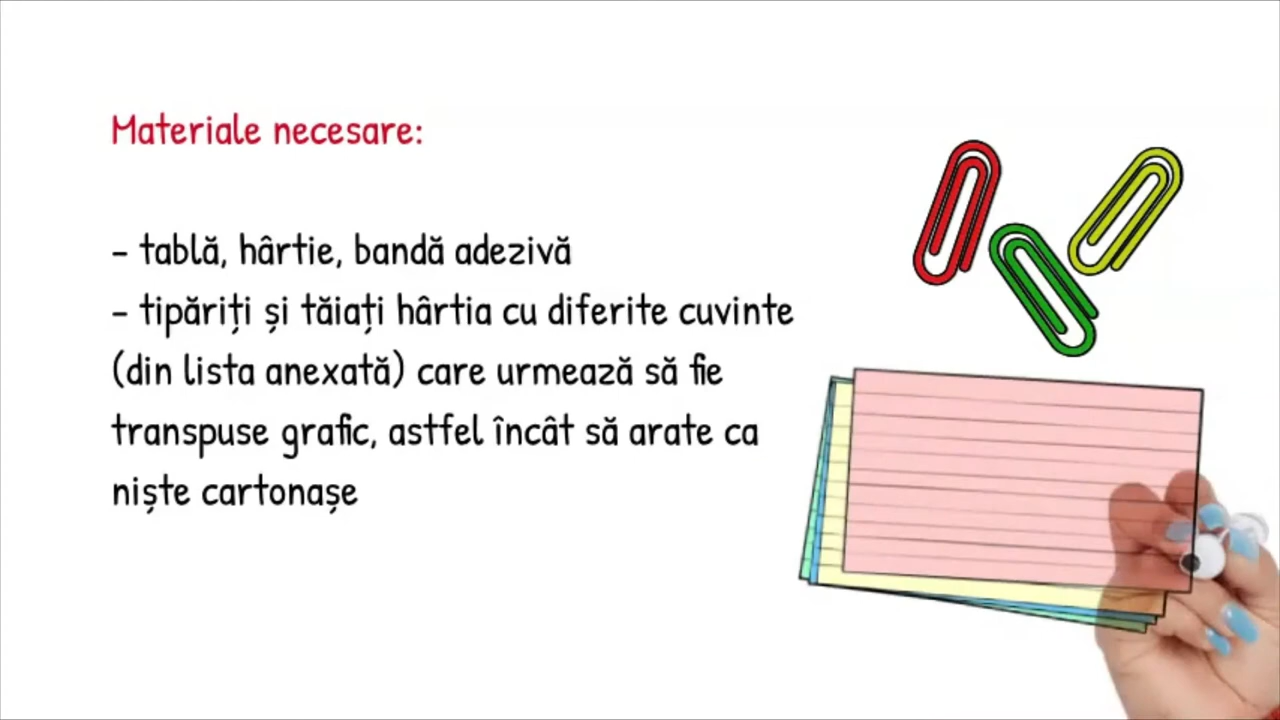 Materiale necesare:
- tablă, hârtie, bandă adezivă
- tipăriți și tăiați hârtia cu diferite cuvinte
(din lista anexată) care urmează să fie
transpuse grafic, astfel încât să arate ca
niște cartonașe